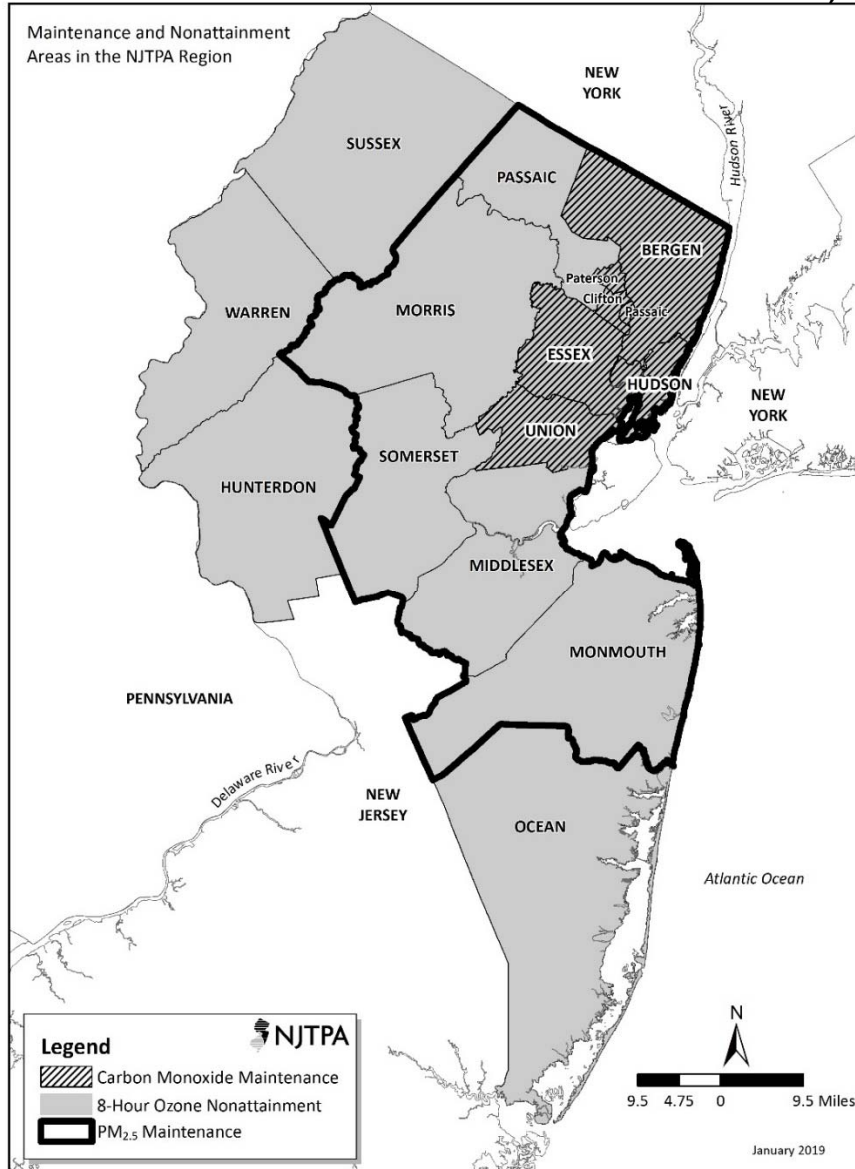 Maintenance and Nonattainment
Areas in the NJTPA Region
NEW
YORK
Hudson River
SUSSEX
PASSAIC
BERGEN
Paterson
Clifton
Passaic
WARREN
MORRIS
ESSEX
HUDSON
NEW
YORK
UNION
SOMERSET
HUNTERDON
MIDDLESEX
MONMOUTH
PENNSYLVANIA
Delaware River
NEW
JERSEY
OCEAN
Atlantic Ocean
NJTPA
Legend
Carbon Monoxide Maintenance
8-Hour Ozone Nonattainment
PM2.5 Maintenance
N
9.5 4.75 0 9.5 Miles
January 2019